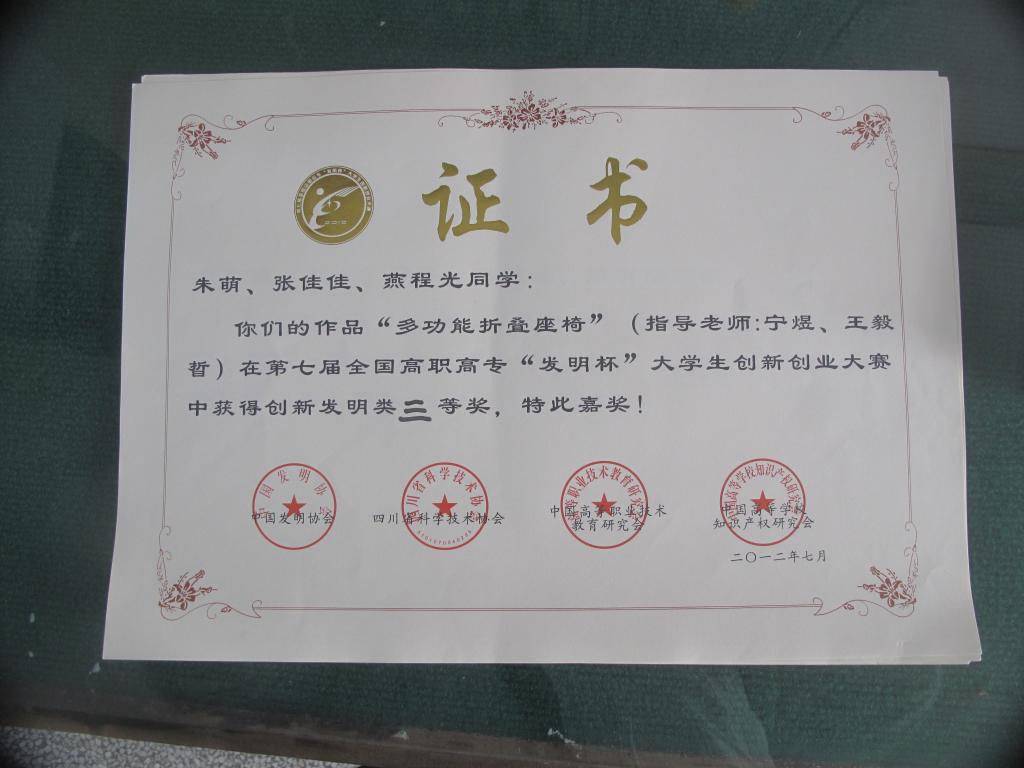 证书
朱萌、张佳佳、燕程光同学：
你们的作品“多功能折叠座椅”（指导老师:宁煜、王毅
哲）在第七届全国高职高专“发明杯”大学生创新创业大赛
中获得创新发明类三等奖，特此嘉奖！
中国发明协会
四川省科学技术协会
中国高等职业技术
教育研究会
中国高等学校
知识产权研究会
二〇一二年七月